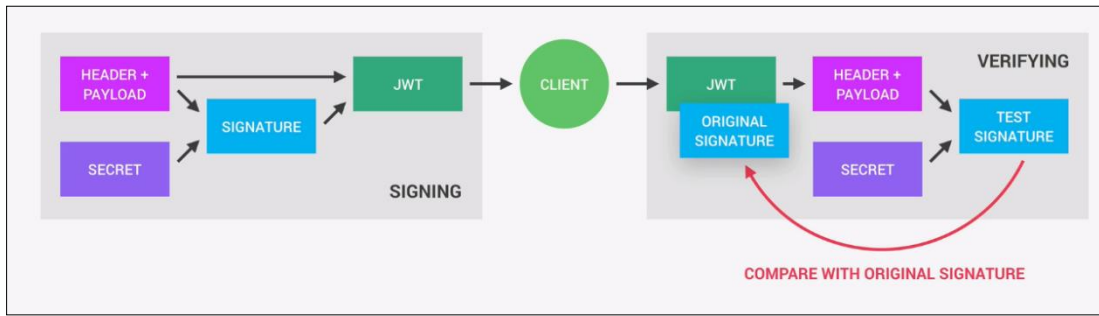 HEADER +
PAYLOAD
SIGNATURE
SECRET
JWT
SIGNING
CLIENT
VERIFYING
JWT
ORIGINAL
SIGNATURE
HEADER +
PAYLOAD
SECRET
TEST
SIGNATURE
COMPARE WITH ORIGINAL SIGNATURE